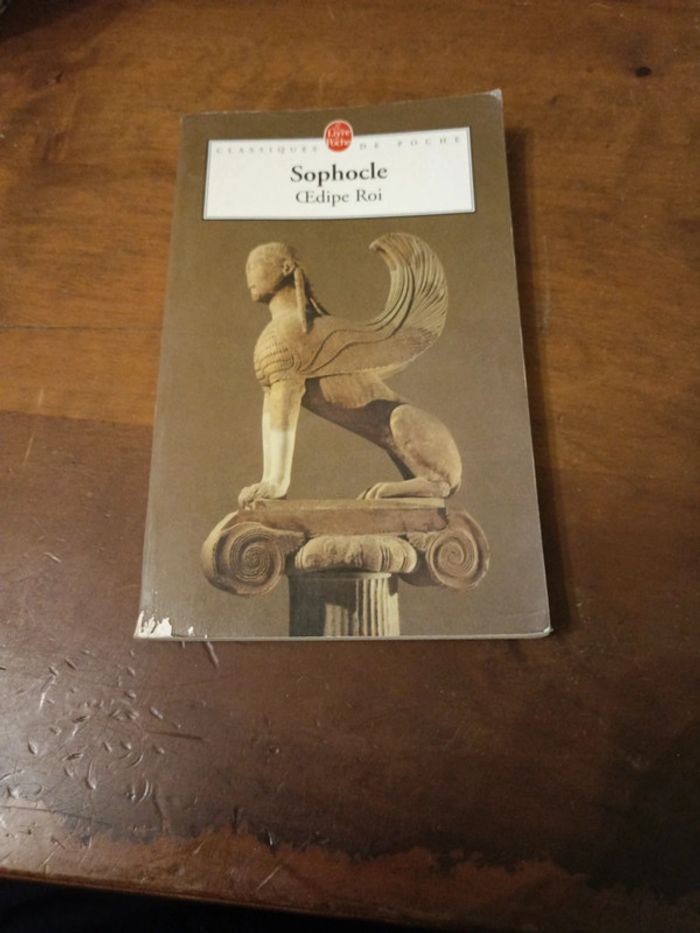 Le
Livre
de
Poche
CLASSIQUES DE POCHE
Sophocle
Œdipe Roi